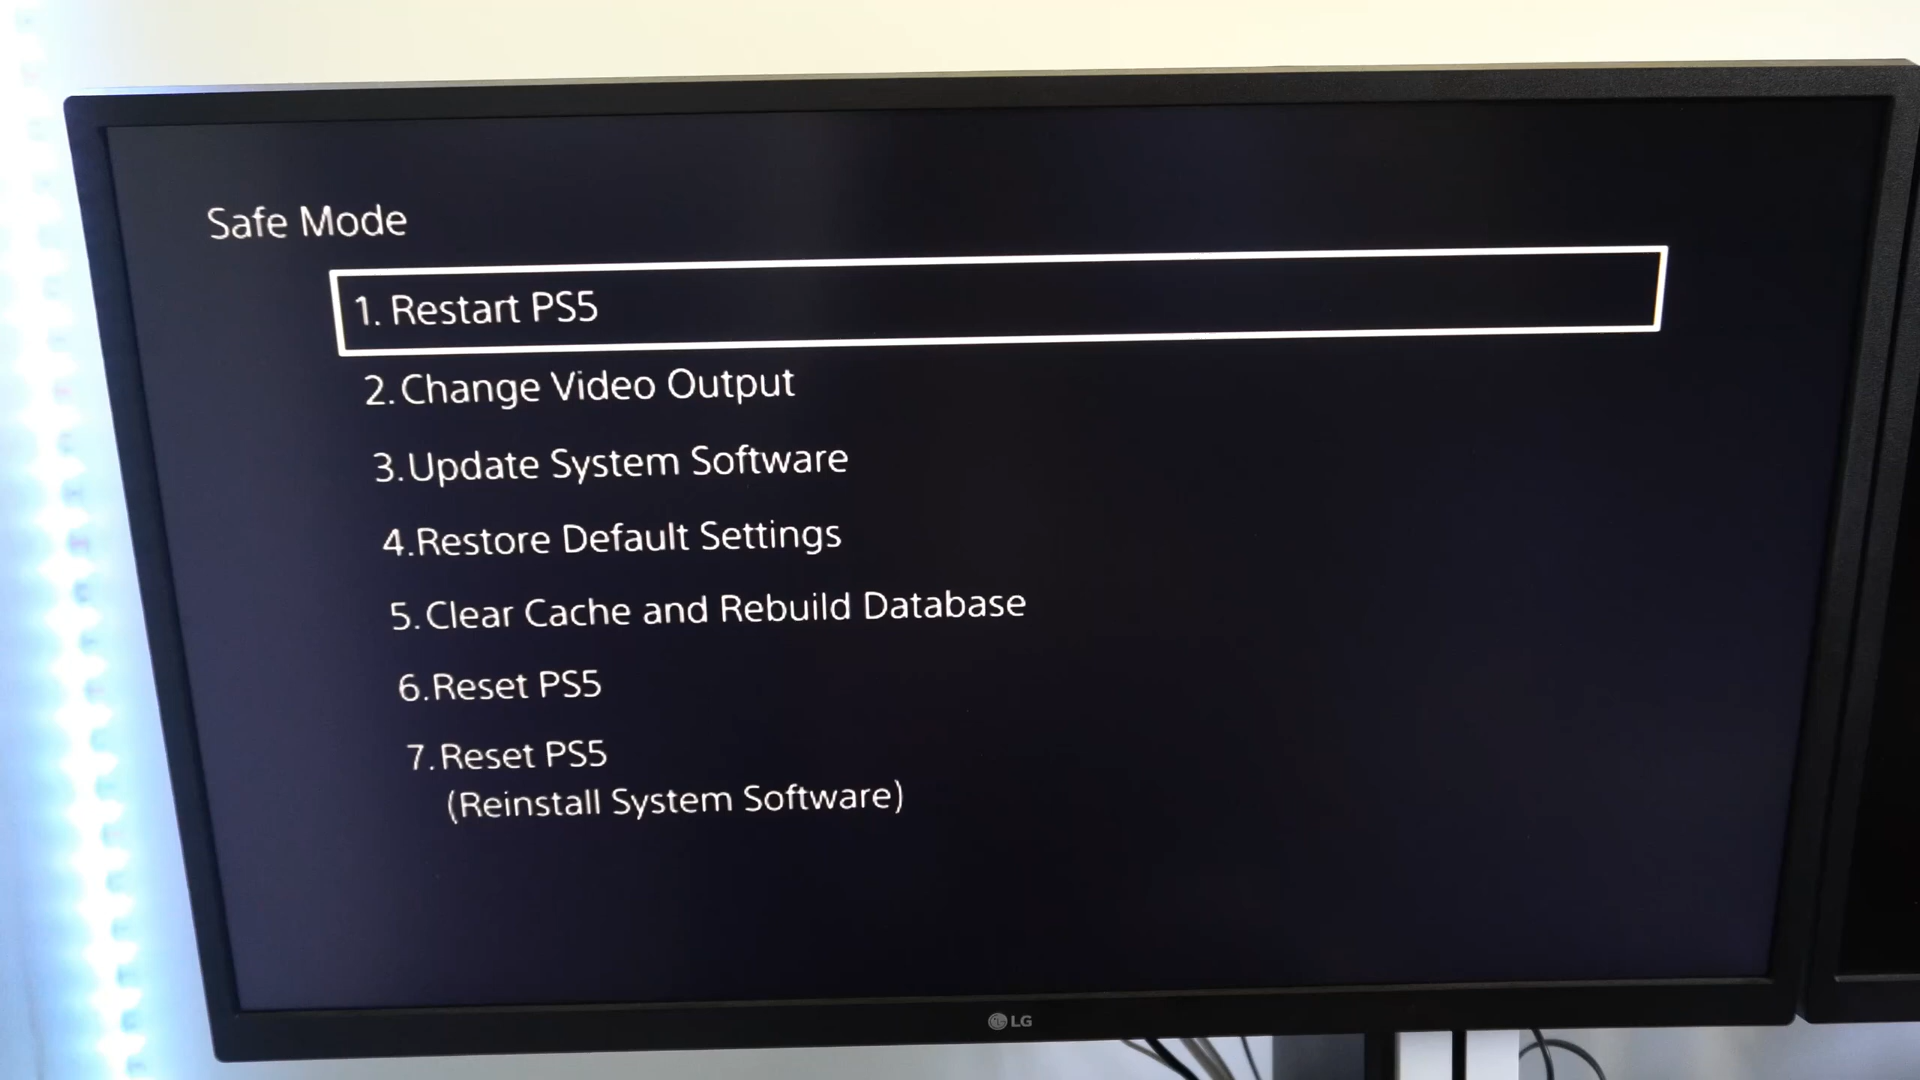 Safe Mode
1. Restart PS5
2. Change Video Output
3. Update System Software
4. Restore Default Settings
5. Clear Cache and Rebuild Database
6. Reset PS5
7. Reset PS5
(Reinstall System Software)
LG